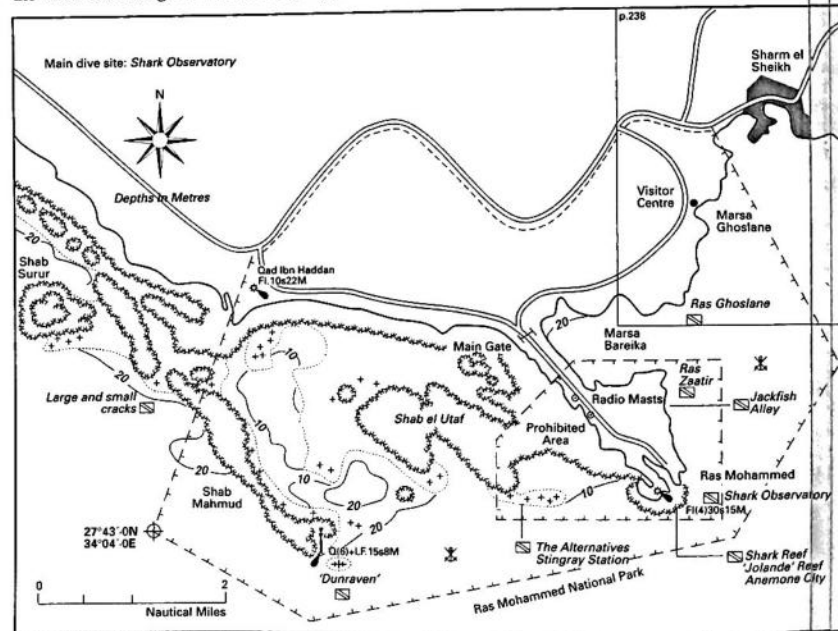 p.238
Main dive site: Shark Observatory
Sharm el
Sheikh
N
Depths in Metres
Visitor
Centre
Marsa
Ghoslane
20
Shab
Surur
Qad Ibn Haddan
Fl.10s22M
Ras Ghoslane
20
Marsa
Bareika
10
Main Gate
Ras
Zaatir
Radio Masts
20
Large and small
cracks
10
Jackfish
Alley
Shab el Utaf
Prohibited
Area
20
10
20
Shab
Mahmud
20
10
Ras Mohammed
Shark Observatory
Fl(4)30s15M
27°43'·0N
34°04'·0E
Q(6)+LF.15s8M
The Alternatives
Stingray Station
Shark Reef
'Jolande' Reef
Anemone City
'Dunraven'
0
2
Nautical Miles
Ras Mohammed National Park